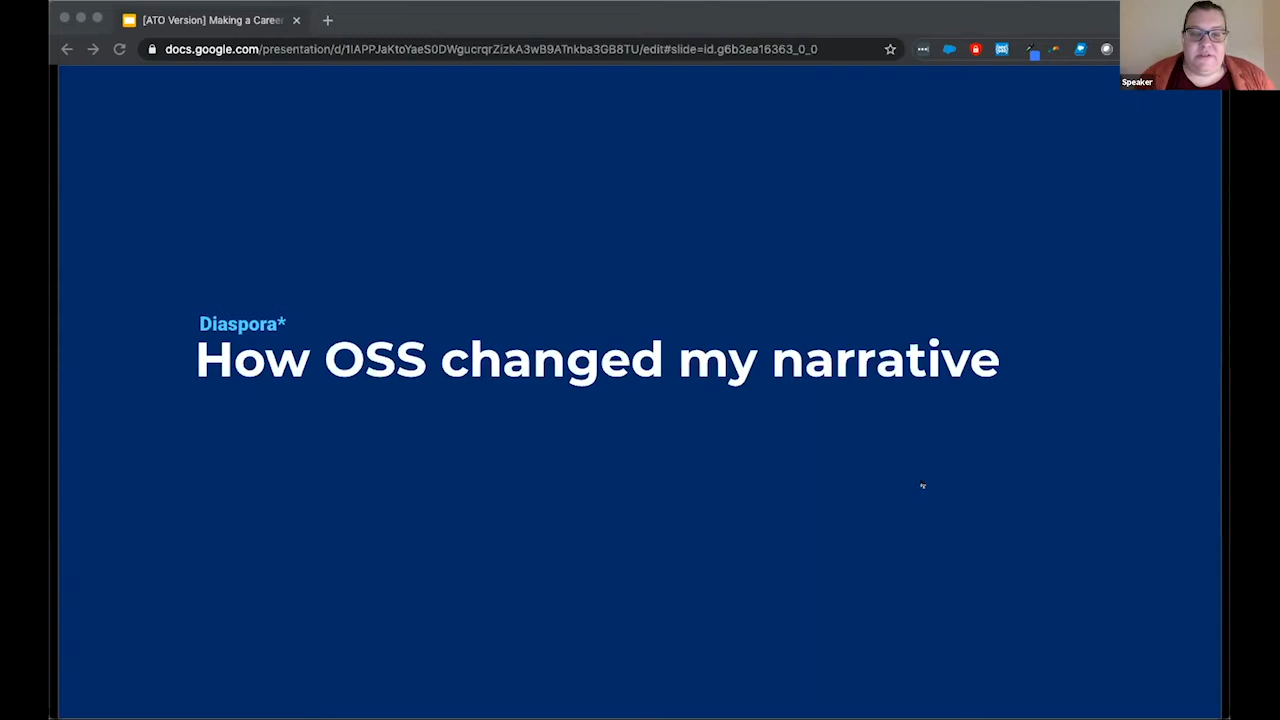 [ATO Version] Making a Career
docs.google.com/presentation/d/1lAPPJaKtoYaeS0DWgucrqrZizkA3wB9ATnkba3GB8TU/edit#slide=id.g6b3ea16363_0_0
Speaker
Diaspora*
How OSS changed my narrative